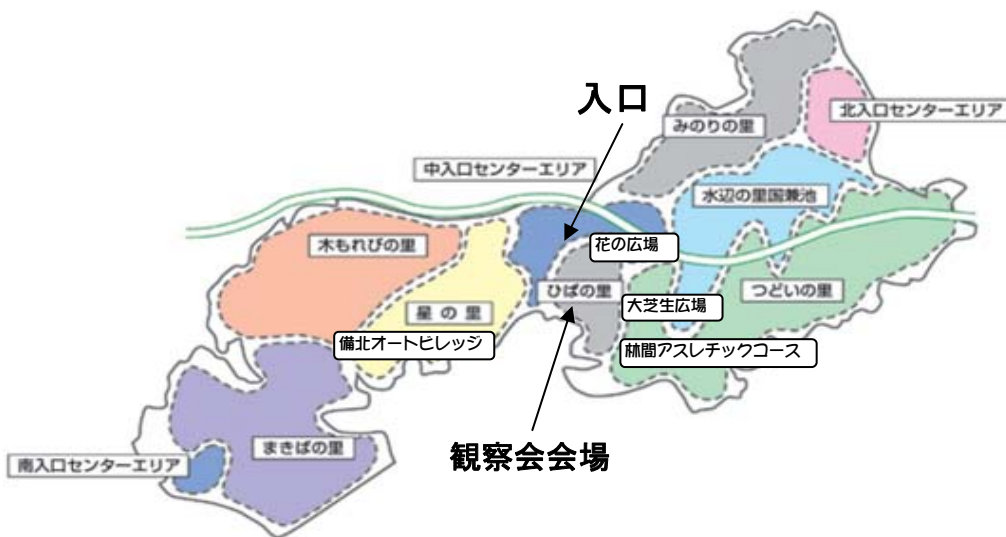 入口
北入口センターエリア
みのりの里
中入口センターエリア
水辺の里国兼池
木もれびの里
花の広場
ひばの里
つどいの里
大芝生広場
星の里
備北オートビレッジ
林間アスレチックコース
まきばの里
観察会会場
南入口センターエリア